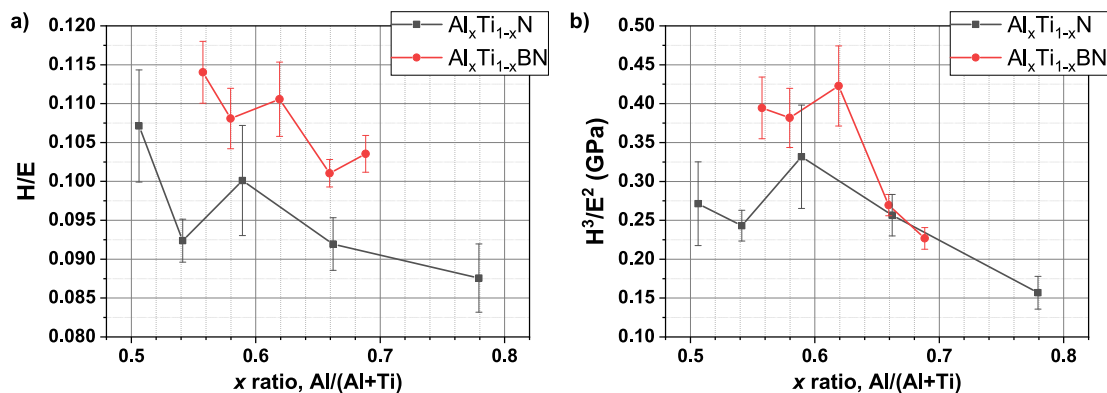 a)
0.120
0.115
0.110
0.105
0.100
0.095
0.090
0.085
0.080
H/E
0.5 0.6 0.7 0.8
x ratio, Al/(Al+Ti)
AlₓTi₁₋ₓN
AlₓTi₁₋ₓBN
b)
0.50
0.45
0.40
0.35
0.30
0.25
0.20
0.15
0.10
H³/E² (GPa)
0.5 0.6 0.7 0.8
x ratio, Al/(Al+Ti)
AlₓTi₁₋ₓN
AlₓTi₁₋ₓBN